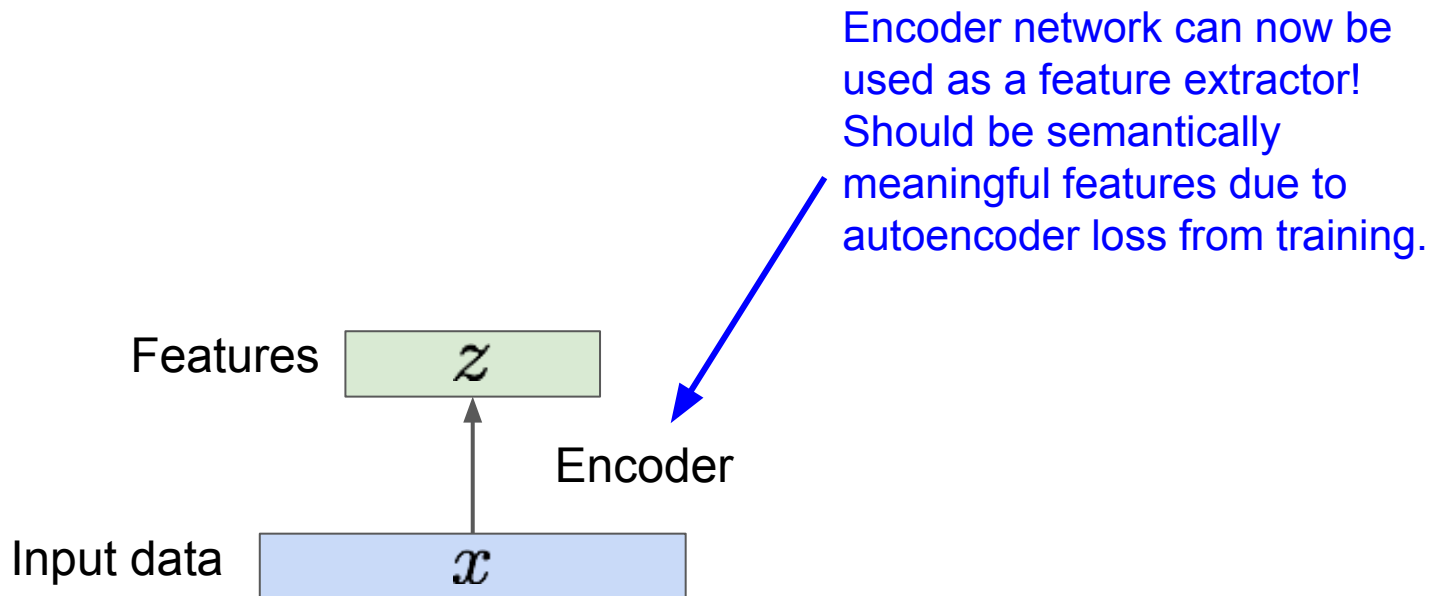 Encoder network can now be
used as a feature extractor!
Should be semantically
meaningful features due to
autoencoder loss from training.
Features
z
Encoder
Input data
x